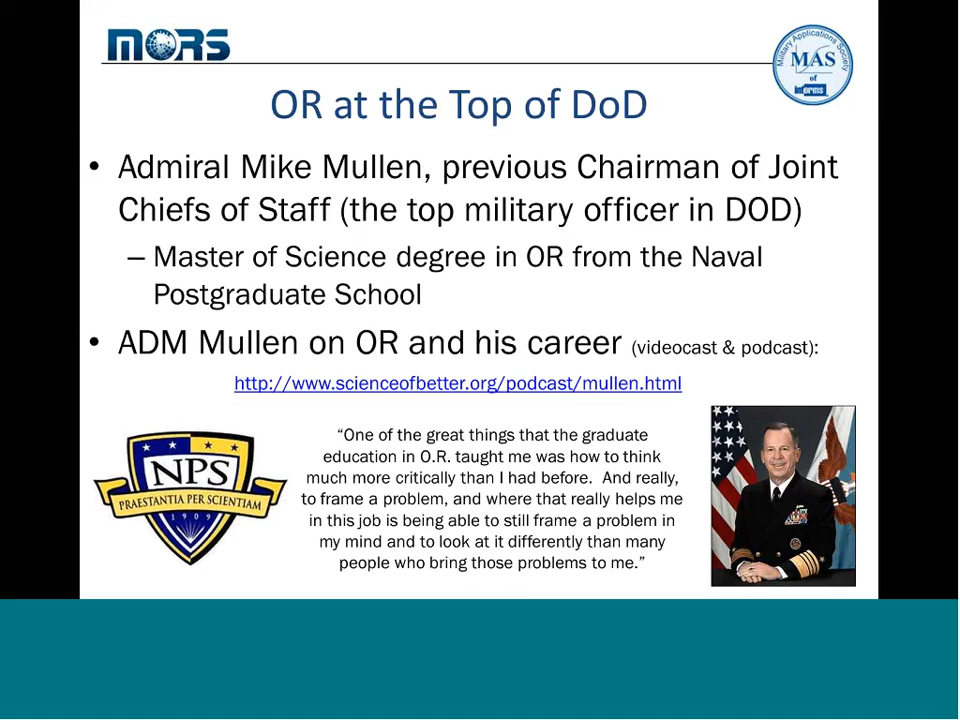 MORS
Military Applications Society
MAS
of
informs
OR at the Top of DoD
• Admiral Mike Mullen, previous Chairman of Joint
Chiefs of Staff (the top military officer in DOD)
– Master of Science degree in OR from the Naval
Postgraduate School
• ADM Mullen on OR and his career (videocast & podcast):
http://www.scienceofbetter.org/podcast/mullen.html
NPS
PRAESTANTIA PER SCIENTIAM
1909
“One of the great things that the graduate
education in O.R. taught me was how to think
much more critically than I had before. And really,
to frame a problem, and where that really helps me
in this job is being able to still frame a problem in
my mind and to look at it differently than many
people who bring those problems to me.”